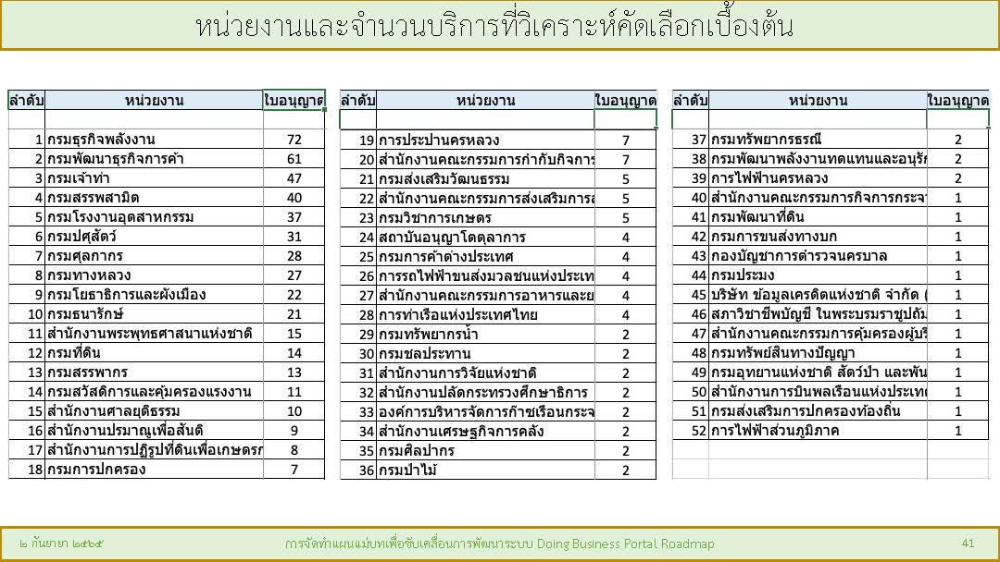 หน่วยงานและจำนวนบริการที่วิเคราะห์คัดเลือกเบื้องต้น
ลำดับ หน่วยงาน ใบอนุญาต
1 กรมธุรกิจพลังงาน 72
2 กรมพัฒนาธุรกิจการค้า 61
3 กรมเจ้าท่า 47
4 กรมสรรพสามิต 40
5 กรมโรงงานอุตสาหกรรม 37
6 กรมปศุสัตว์ 31
7 กรมศุลกากร 28
8 กรมทางหลวง 27
9 กรมโยธาธิการและผังเมือง 22
10 กรมธนารักษ์ 21
11 สำนักงานพระพุทธศาสนาแห่งชาติ 15
12 กรมที่ดิน 14
13 กรมสรรพากร 13
14 กรมสวัสดิการและคุ้มครองแรงงาน 11
15 สำนักงานศาลยุติธรรม 10
16 สำนักงานปรมาณูเพื่อสันติ 9
17 สำนักงานการปฏิรูปที่ดินเพื่อเกษตรก 8
18 กรมการปกครอง 7
ลำดับ หน่วยงาน ใบอนุญาต
19 การประปานครหลวง 7
20 สำนักงานคณะกรรมการกำกับกิจการ 7
21 กรมส่งเสริมวัฒนธรรม 5
22 สำนักงานคณะกรรมการส่งเสริมการ 5
23 กรมวิชาการเกษตร 5
24 สถาบันอนุญาโตตุลาการ 4
25 กรมการค้าต่างประเทศ 4
26 การรถไฟฟ้าขนส่งมวลชนแห่งประเท 4
27 สำนักงานคณะกรรมการอาหารและย 4
28 การท่าเรือแห่งประเทศไทย 4
29 กรมทรัพยากรน้ำ 2
30 กรมชลประทาน 2
31 สำนักงานการวิจัยแห่งชาติ 2
32 สำนักงานปลัดกระทรวงศึกษาธิการ 2
33 องค์การบริหารจัดการก๊าซเรือนกระจ 2
34 สำนักงานเศรษฐกิจการคลัง 2
35 กรมศิลปากร 2
36 กรมป่าไม้ 2
ลำดับ หน่วยงาน ใบอนุญาต
37 กรมทรัพยากรธรณี 2
38 กรมพัฒนาพลังงานทดแทนและอนุรัก 2
39 การไฟฟ้านครหลวง 2
40 สำนักงานคณะกรรมการกิจการกระจา 1
41 กรมพัฒนาที่ดิน 1
42 กรมการขนส่งทางบก 1
43 กองบัญชาการตำรวจนครบาล 1
44 กรมประมง 1
45 บริษัท ข้อมูลเครดิตแห่งชาติ จำกัด ( 1
46 สภาวิชาชีพบัญชี ในพระบรมราชูปถัม 1
47 สำนักงานคณะกรรมการคุ้มครองผู้บริ 1
48 กรมทรัพย์สินทางปัญญา 1
49 กรมอุทยานแห่งชาติ สัตว์ป่า และพัน 1
50 สำนักงานการบินพลเรือนแห่งประเท 1
51 กรมส่งเสริมการปกครองท้องถิ่น 1
52 การไฟฟ้าส่วนภูมิภาค 1
๒ กันยายน ๒๕๖๕ การจัดทำแผนแม่บทเพื่อขับเคลื่อนการพัฒนาระบบ Doing Business Portal Roadmap 41